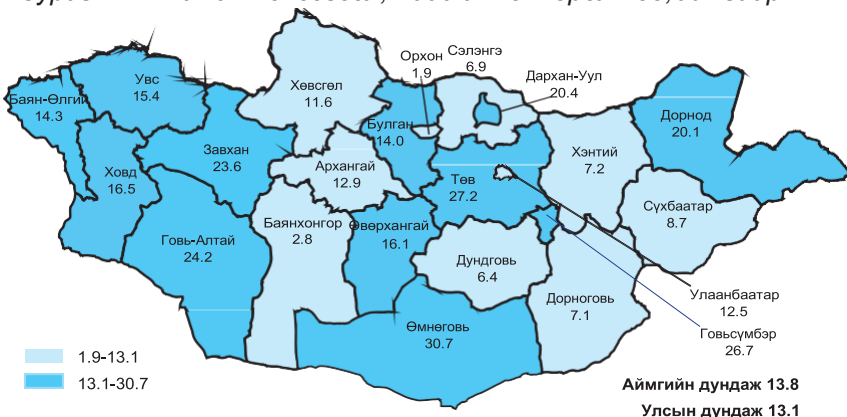 Орхон
1.9
Сэлэнгэ
6.9
Дархан-Уул
20.4
Увс
15.4
Баян-Өлгий
14.3
Хөвсгөл
11.6
Булган
14.0
Дорнод
20.1
Завхан
23.6
Архангай
12.9
Хэнтий
7.2
Ховд
16.5
Төв
27.2
Сүхбаатар
8.7
Говь-Алтай
24.2
Баянхонгор
2.8
Өвөрхангай
16.1
Дундговь
6.4
Дорноговь
7.1
Улаанбаатар
12.5
Говьсүмбэр
26.7
Өмнөговь
30.7
1.9-13.1
13.1-30.7
Аймгийн дундаж 13.8
Улсын дундаж 13.1